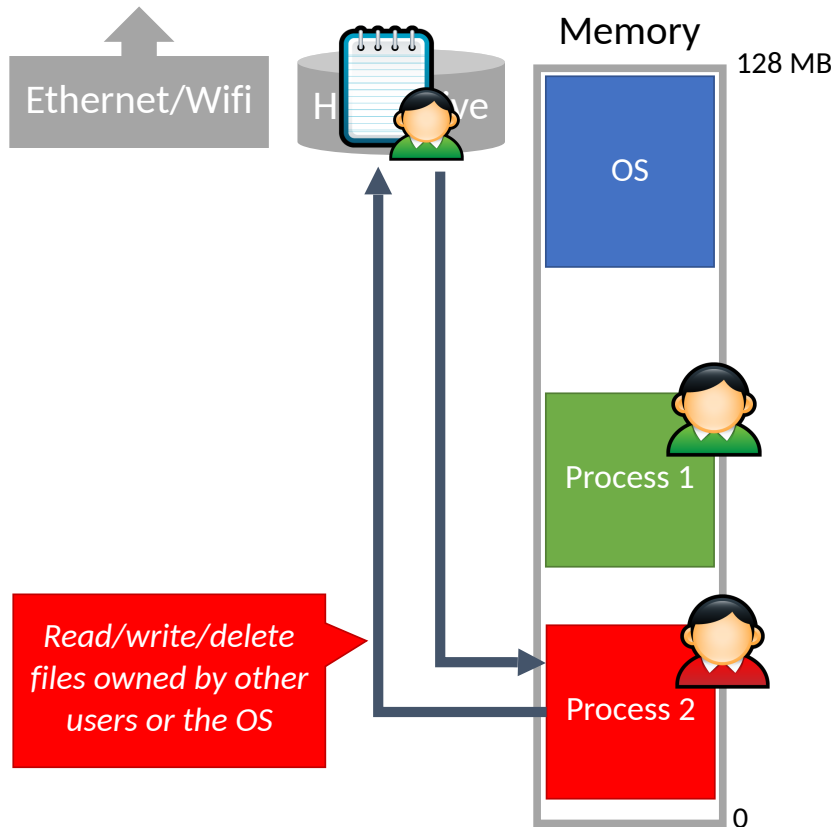 Memory
128 MB
Ethernet/Wifi
OS
Process 1
Read/write/delete
files owned by other
users or the OS
Process 2
0